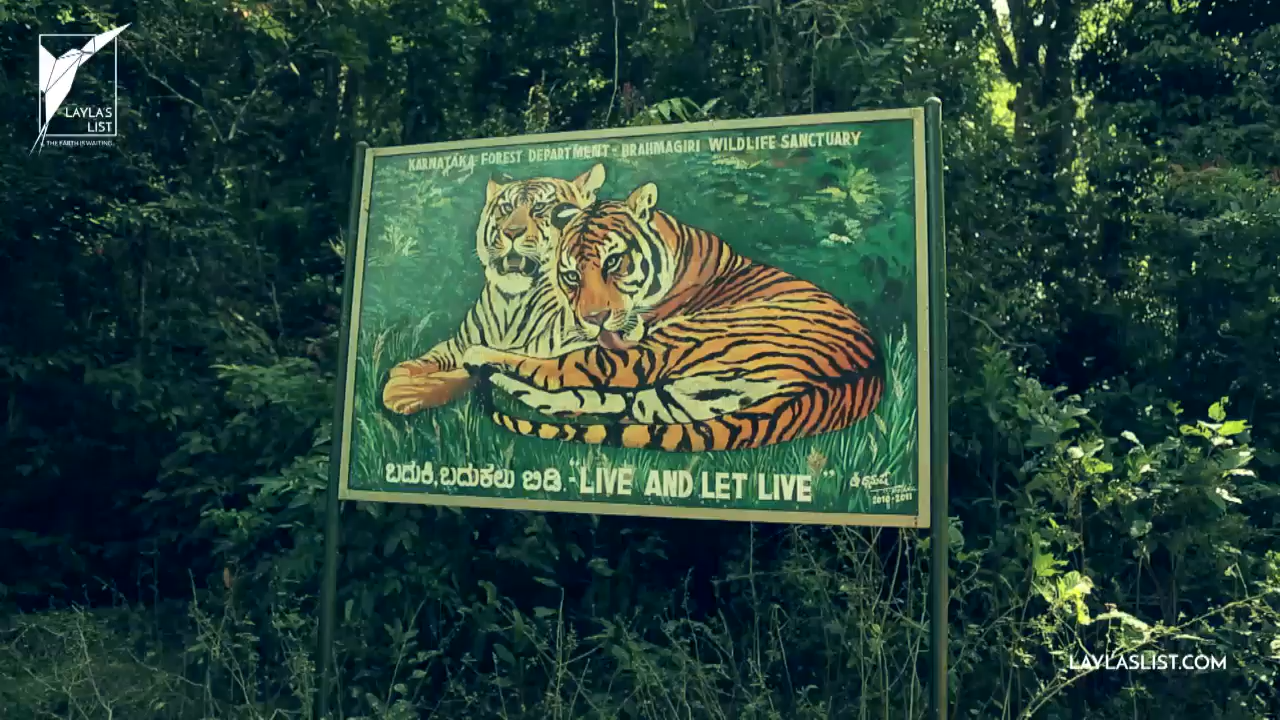 LAYLA'S
LIST
THE EARTH IS WAITING
KARNATAKA FOREST DEPARTMENT - BRAHMAGIRI WILDLIFE SANCTUARY
ಬದುಕಿ, ಬದುಕಲು ಬಿಡಿ - "LIVE AND LET LIVE"
2010-2011
LAYLASLIST.COM